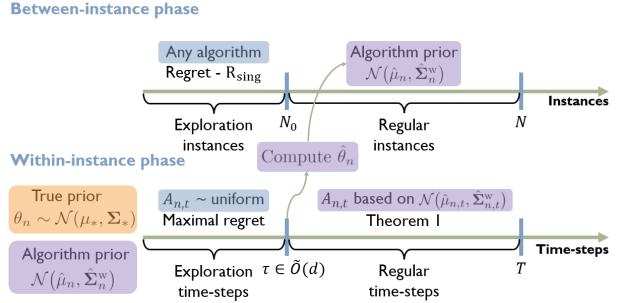 Between-instance phase
Any algorithm
Regret - R_sing
Algorithm prior
𝒩(μ̂_n, Σ̂_n^w)
Instances
N_0
N
Exploration
instances
Regular
instances
Compute θ̂_n
Within-instance phase
True prior
θ_n ~ 𝒩(μ_*, Σ_*)
A_{n,t} ~ uniform
Maximal regret
A_{n,t} based on 𝒩(μ̂_{n,t}, Σ̂_{n,t}^w)
Theorem 1
Time-steps
Algorithm prior
𝒩(μ̂_n, Σ̂_n^w)
τ ∈ Õ(d)
T
Exploration
time-steps
Regular
time-steps